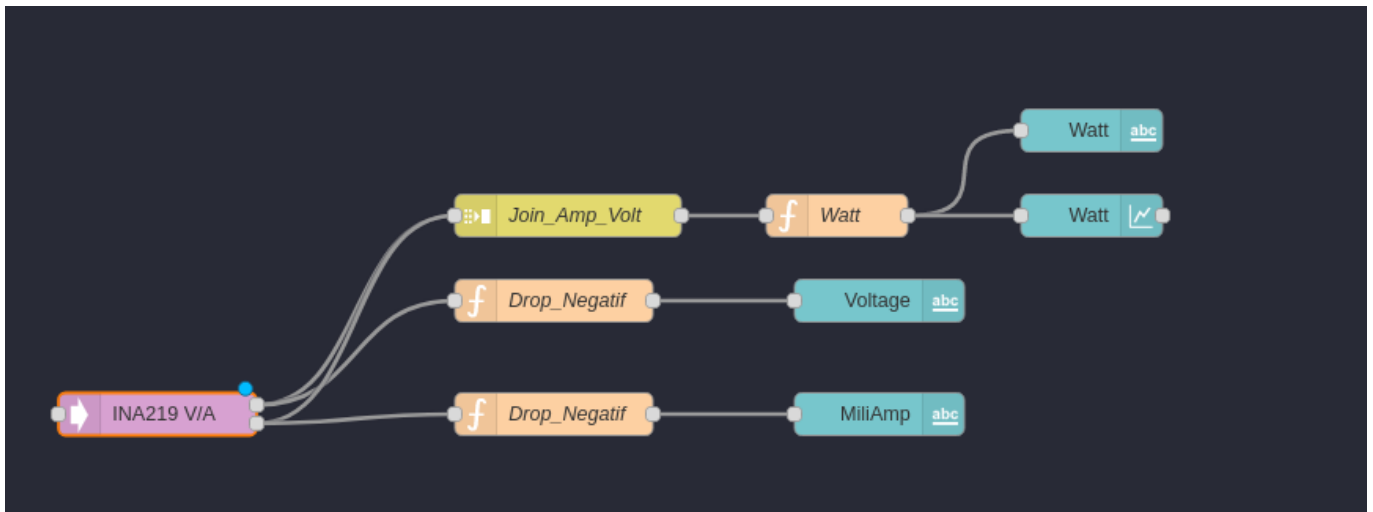 Watt abc
Join_Amp_Volt
Watt
Watt
Drop_Negatif
Voltage abc
INA219 V/A
Drop_Negatif
MiliAmp abc